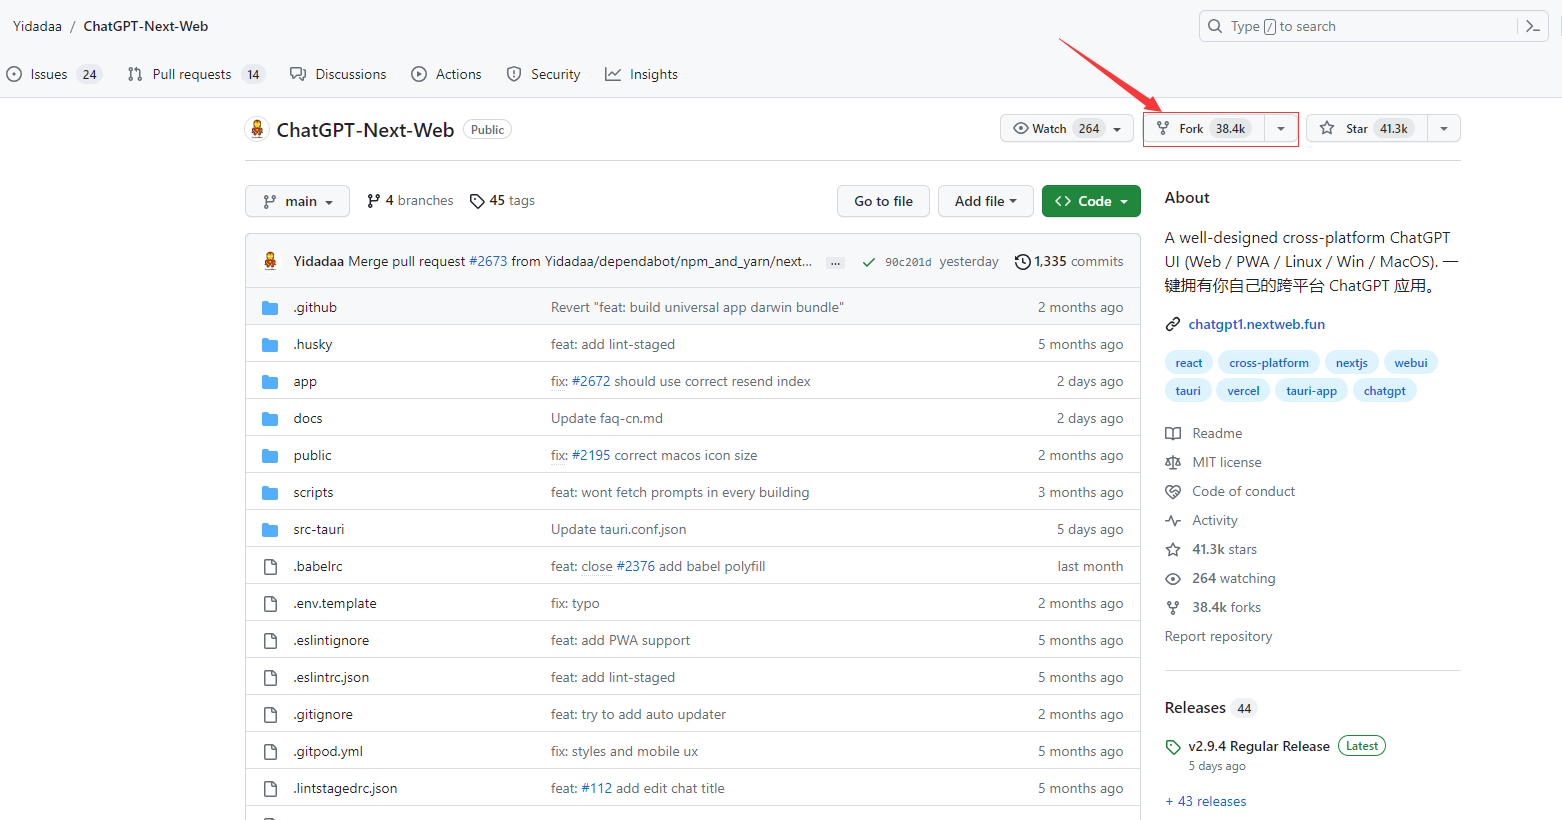 Yidadaa / ChatGPT-Next-Web
Type / to search
Issues 24 Pull requests 14 Discussions Actions Security Insights
ChatGPT-Next-Web Public
Watch 264 Fork 38.4k Star 41.3k
main 4 branches 45 tags Go to file Add file Code
Yidadaa Merge pull request #2673 from Yidadaa/dependabot/npm_and_yarn/next... ... 90c201d yesterday 1,335 commits
.github Revert "feat: build universal app darwin bundle" 2 months ago
.husky feat: add lint-staged 5 months ago
app fix: #2672 should use correct resend index 2 days ago
docs Update faq-cn.md 2 days ago
public fix: #2195 correct macos icon size 2 months ago
scripts feat: wont fetch prompts in every building 3 months ago
src-tauri Update tauri.conf.json 5 days ago
.babelrc feat: close #2376 add babel polyfill last month
.env.template fix: typo 2 months ago
.eslintignore feat: add PWA support 5 months ago
.eslintrc.json feat: add lint-staged 5 months ago
.gitignore feat: try to add auto updater 2 months ago
.gitpod.yml fix: styles and mobile ux 5 months ago
.lintstagedrc.json feat: #112 add edit chat title 5 months ago
About
A well-designed cross-platform ChatGPT
UI (Web / PWA / Linux / Win / MacOS). 一
键拥有你自己的跨平台 ChatGPT 应用。
chatgpt1.nextweb.fun
react cross-platform nextjs webui
tauri vercel tauri-app chatgpt
Readme
MIT license
Code of conduct
Activity
41.3k stars
264 watching
38.4k forks
Report repository
Releases 44
v2.9.4 Regular Release Latest
5 days ago
+ 43 releases